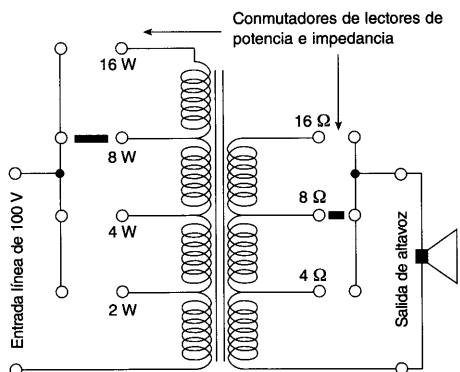 Conmutadores de lectores de
potencia e impedancia
16 W
8 W
4 W
2 W
16 Ω
8 Ω
4 Ω
Entrada línea de 100 V
Salida de altavoz